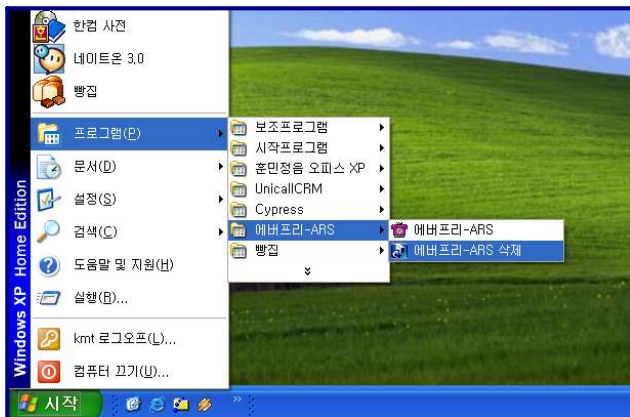 한컴 사전
네이트온 3.0
빵집
프로그램(P)
문서(D)
설정(S)
검색(C)
도움말 및 지원(H)
실행(R)...
kmt 로그오프(L)...
컴퓨터 끄기(U)...
Windows XP Home Edition
보조프로그램
시작프로그램
훈민정음 오피스 XP
UnicallCRM
Cypress
에버프리-ARS
빵집
에버프리-ARS
에버프리-ARS 삭제
시작